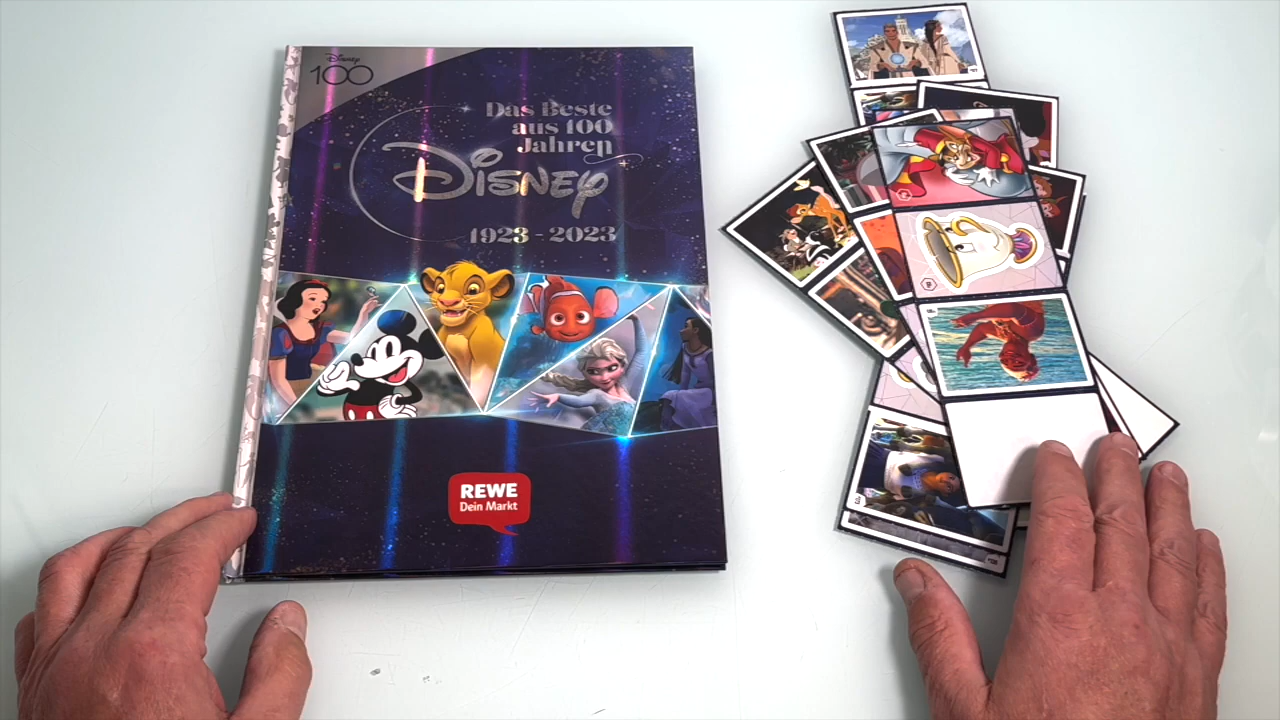 Disney
100
Das Beste
aus 100
Jahren
Disney
1923 - 2023
REWE
Dein Markt